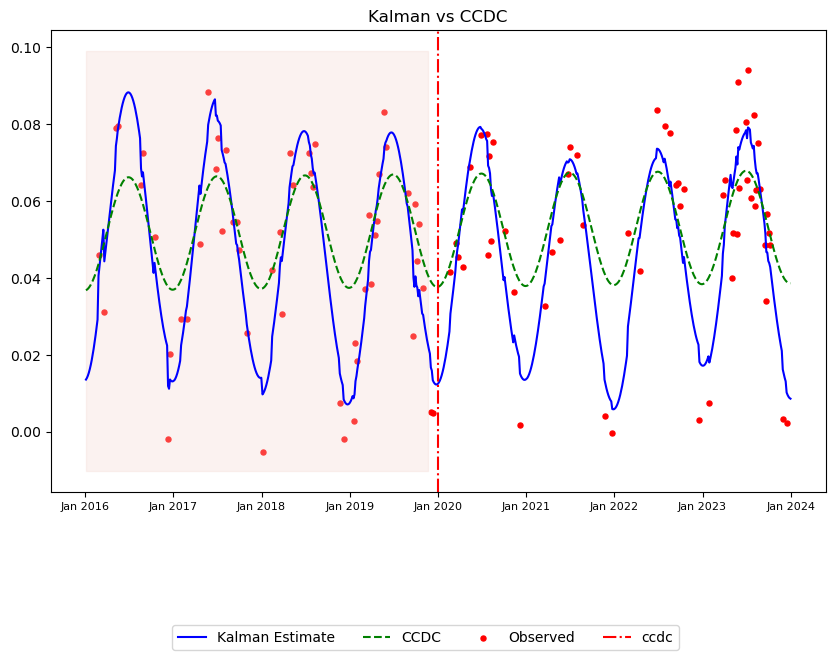 Kalman vs CCDC
0.10
0.08
0.06
0.04
0.02
0.00
Jan 2016 Jan 2017 Jan 2018 Jan 2019 Jan 2020 Jan 2021 Jan 2022 Jan 2023 Jan 2024
Kalman Estimate CCDC Observed ccdc